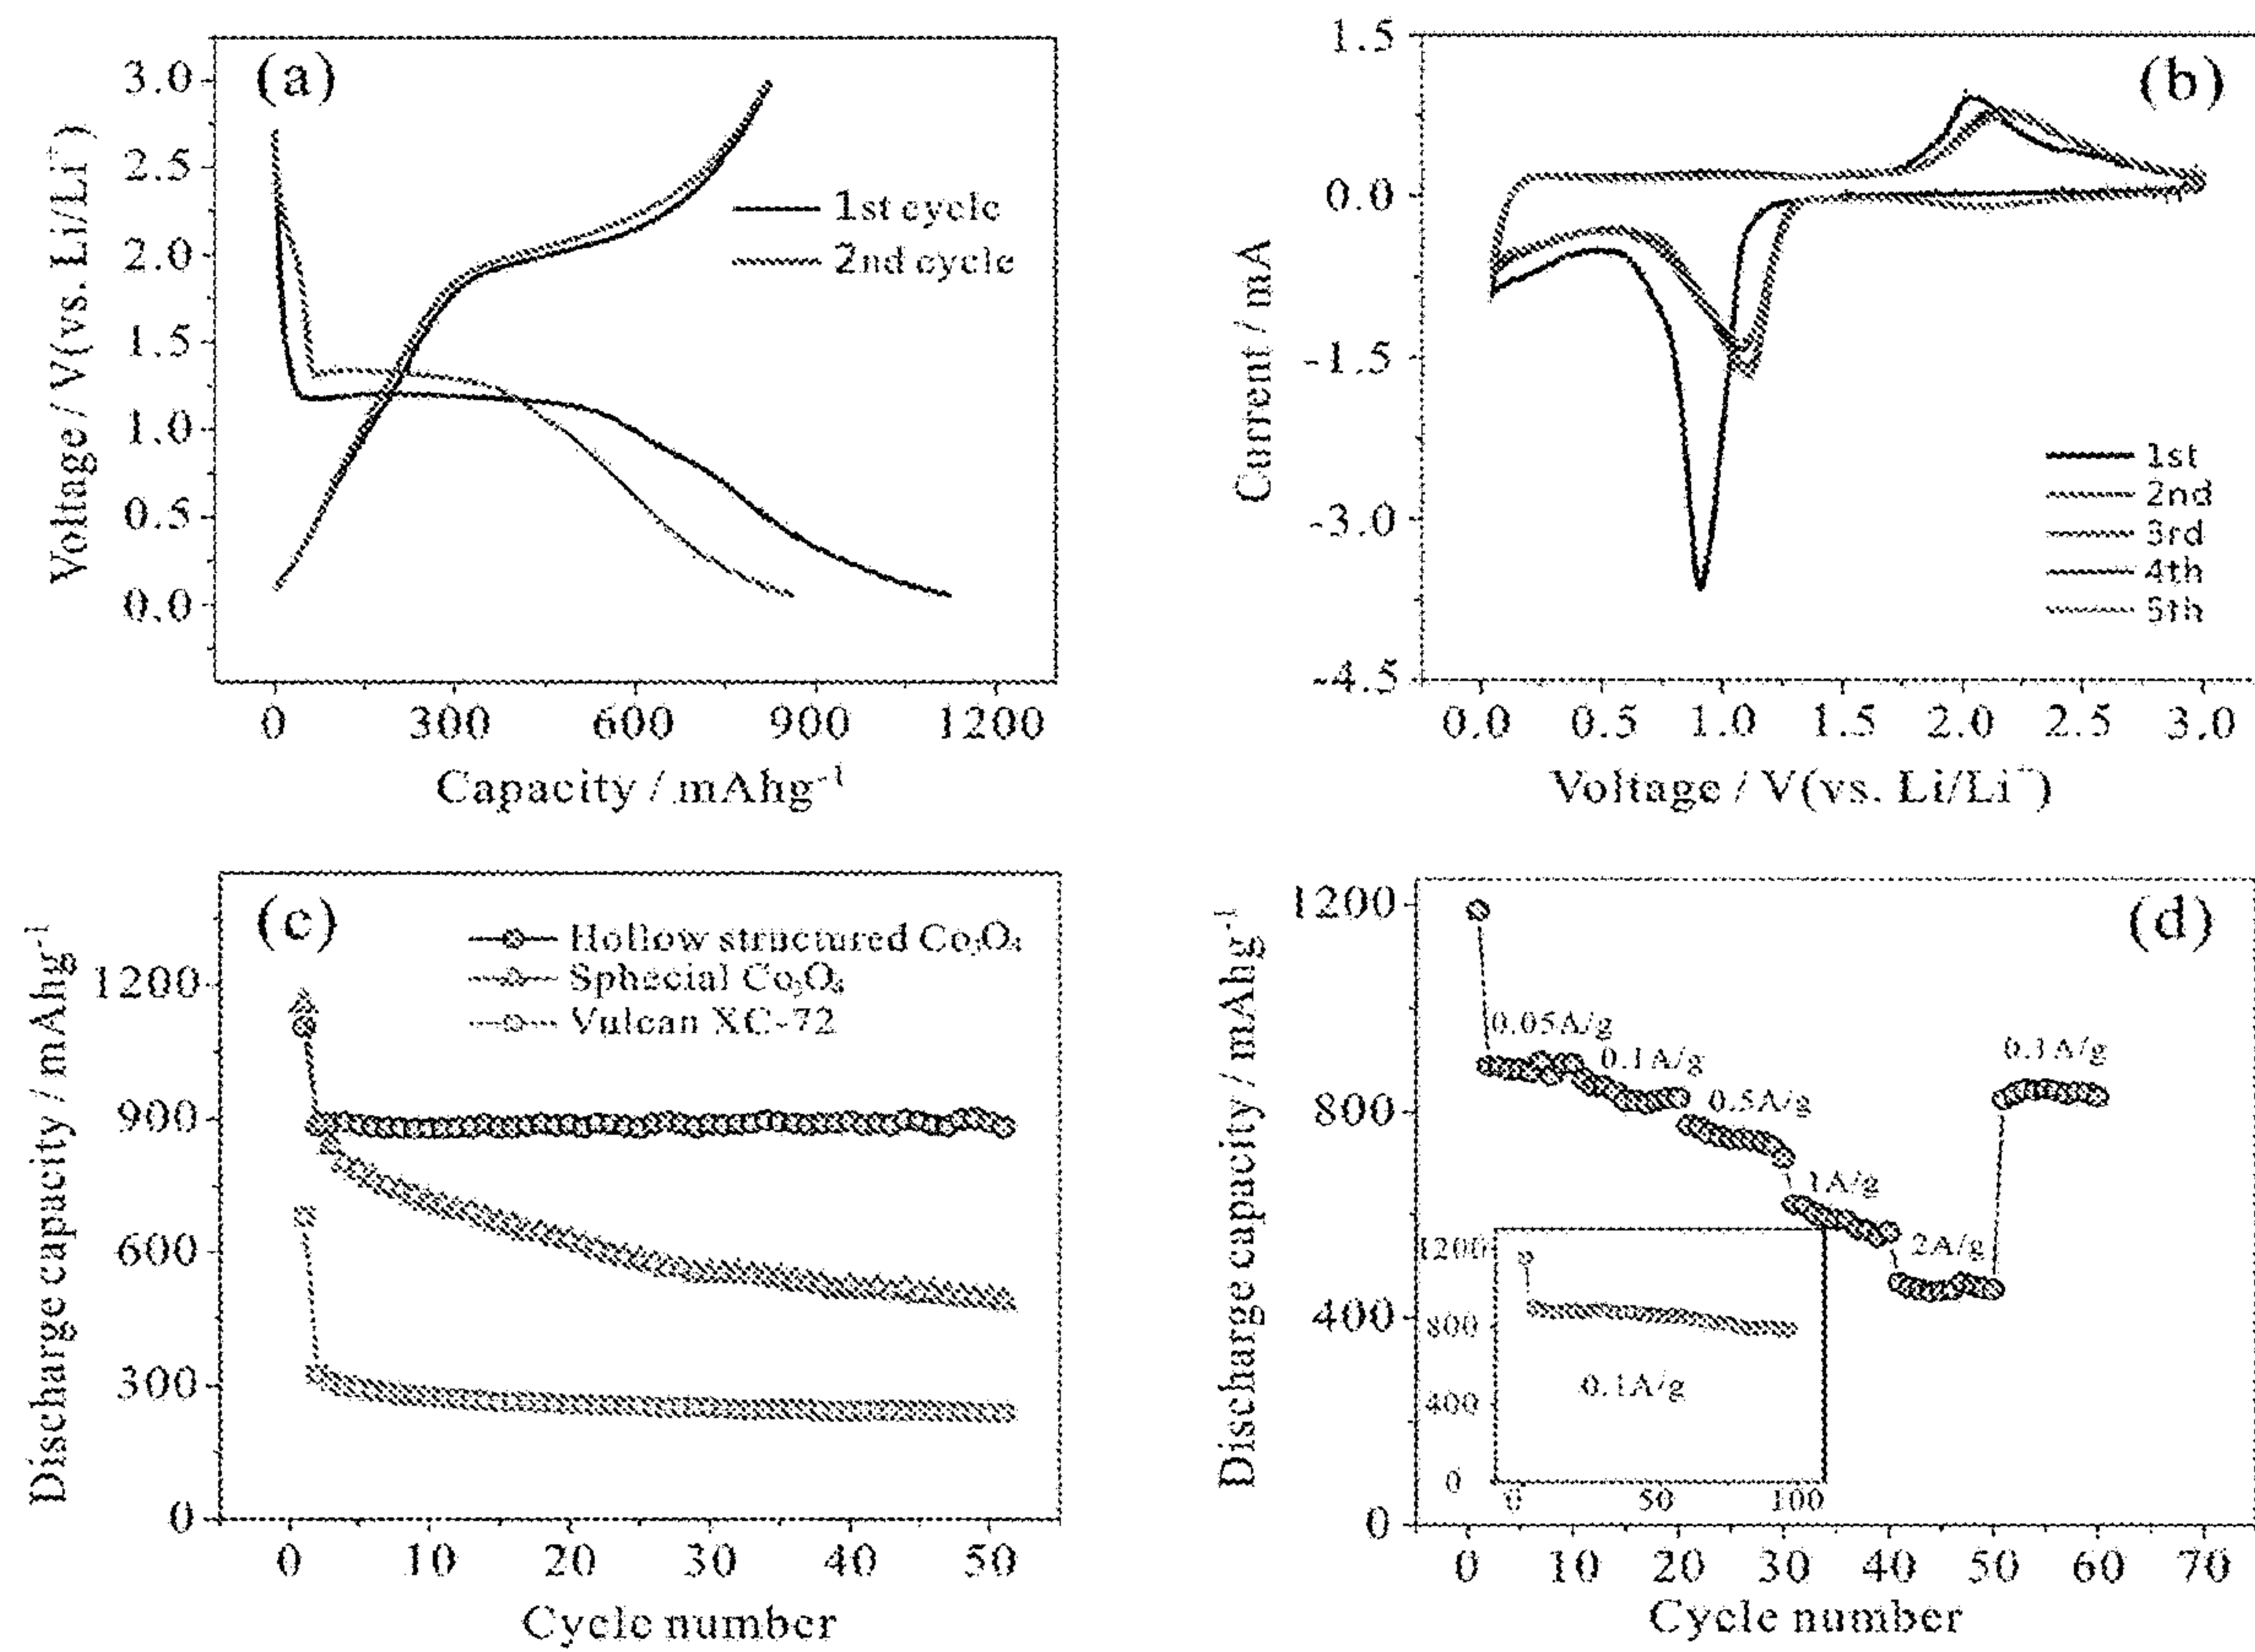 (a)
3.0
2.5
2.0
1.5
1.0
0.5
0.0
Voltage / V(vs. Li/Li⁺)
1st cycle
2nd cycle
0 300 600 900 1200
Capacity / mAhg⁻¹
(b)
1.5
0.0
-1.5
-3.0
-4.5
Current / mA
1st
2nd
3rd
4th
5th
0.0 0.5 1.0 1.5 2.0 2.5 3.0
Voltage / V(vs. Li/Li⁺)
(c)
1200
900
600
300
0
Discharge capacity / mAhg⁻¹
Hollow structured Co₃O₄
Sphecial Co₃O₄
Vulcan XC-72
0 10 20 30 40 50
Cycle number
(d)
1200
800
400
0
Discharge capacity / mAhg⁻¹
0.05A/g
0.1A/g
0.5A/g
1A/g
2A/g
0.1A/g
1200
800
400
0
0.1A/g
0 50 100
0 10 20 30 40 50 60 70
Cycle number